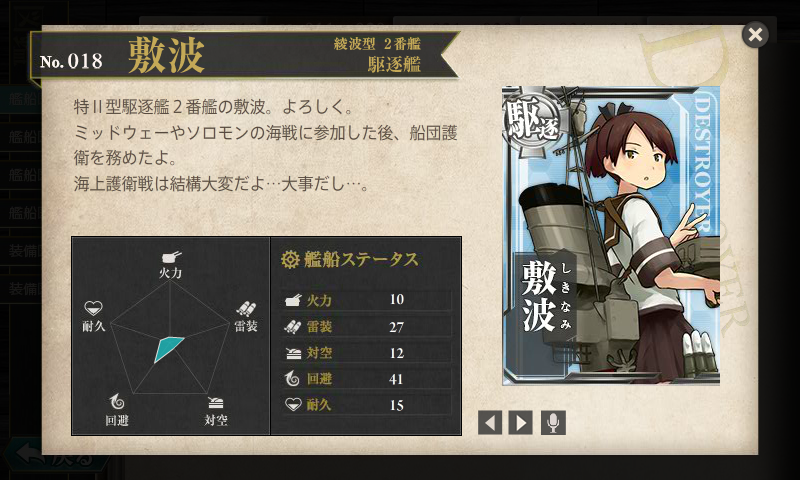 No.018 敷波
綾波型 2番艦
駆逐艦
特Ⅱ型駆逐艦２番艦の敷波。よろしく。
ミッドウェーやソロモンの海戦に参加した後、船団護
衛を務めたよ。
海上護衛戦は結構大変だよ…大事だし…。
火力
耐久
雷装
回避
対空
艦船ステータス
火力 10
雷装 27
対空 12
回避 41
耐久 15
駆逐
DESTROYER
敷波
しきなみ
戻る